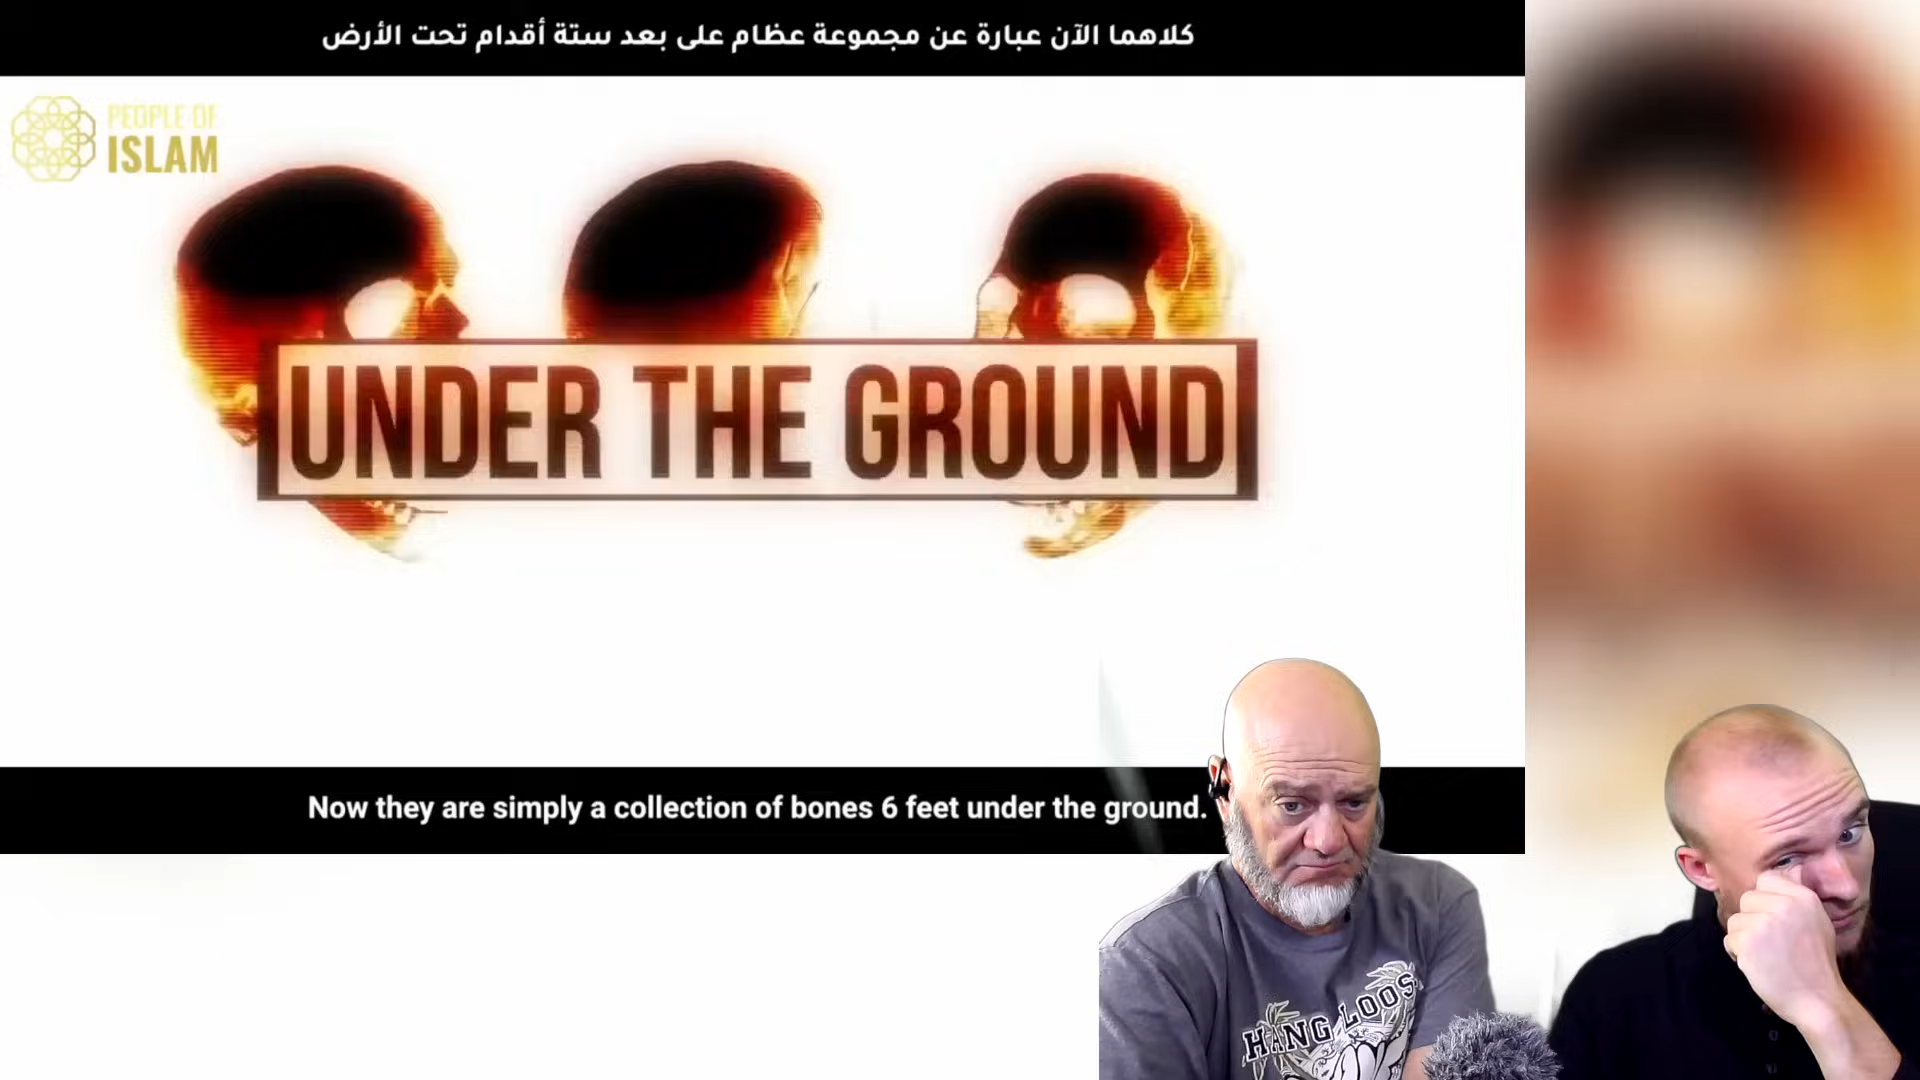 كلاهما الآن عبارة عن مجموعة عظام على بعد ستة أقدام تحت الأرض
PEOPLE OF
ISLAM
UNDER THE GROUND
Now they are simply a collection of bones 6 feet under the ground.
HANG LOOSE